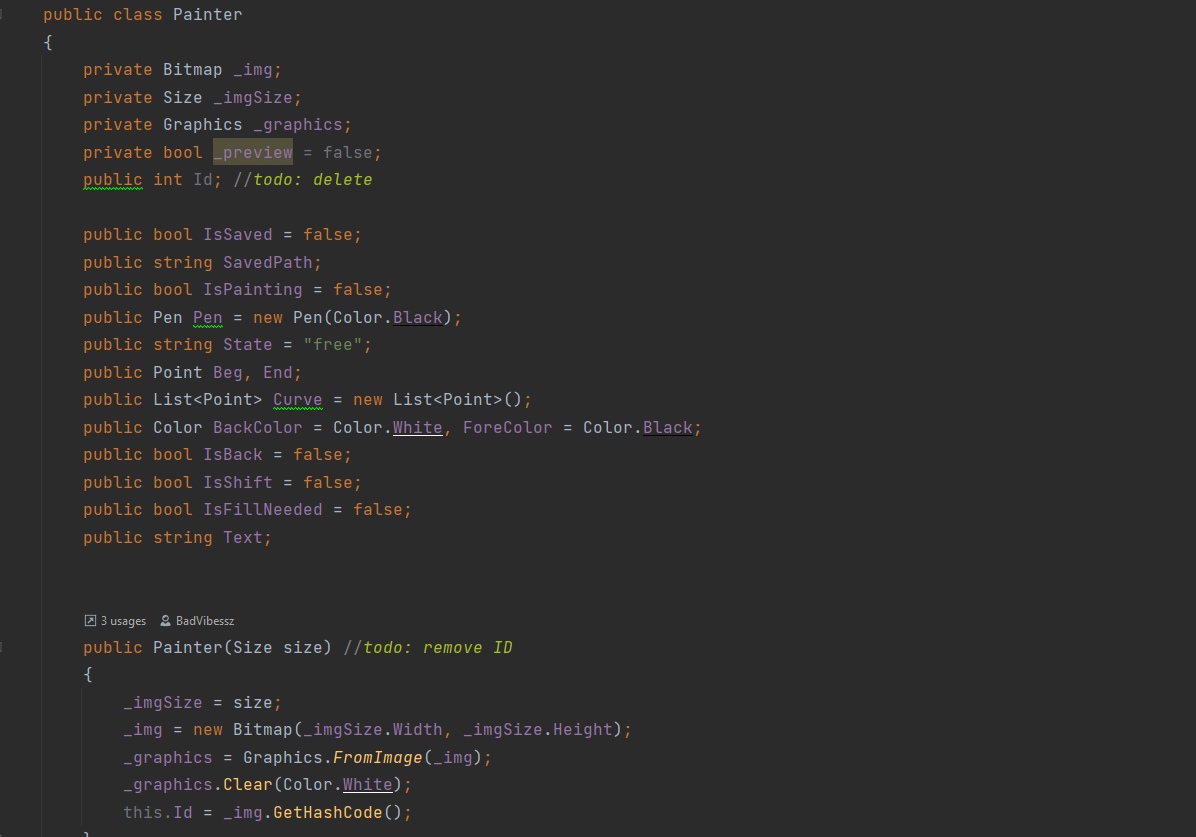 public class Painter
{
private Bitmap _img;
private Size _imgSize;
private Graphics _graphics;
private bool _preview = false;
public int Id; //todo: delete
public bool IsSaved = false;
public string SavedPath;
public bool IsPainting = false;
public Pen Pen = new Pen(Color.Black);
public string State = "free";
public Point Beg, End;
public List<Point> Curve = new List<Point>();
public Color BackColor = Color.White, ForeColor = Color.Black;
public bool IsBack = false;
public bool IsShift = false;
public bool IsFillNeeded = false;
public string Text;
3 usages BadVibessz
public Painter(Size size) //todo: remove ID
{
_imgSize = size;
_img = new Bitmap(_imgSize.Width, _imgSize.Height);
_graphics = Graphics.FromImage(_img);
_graphics.Clear(Color.White);
this.Id = _img.GetHashCode();
}